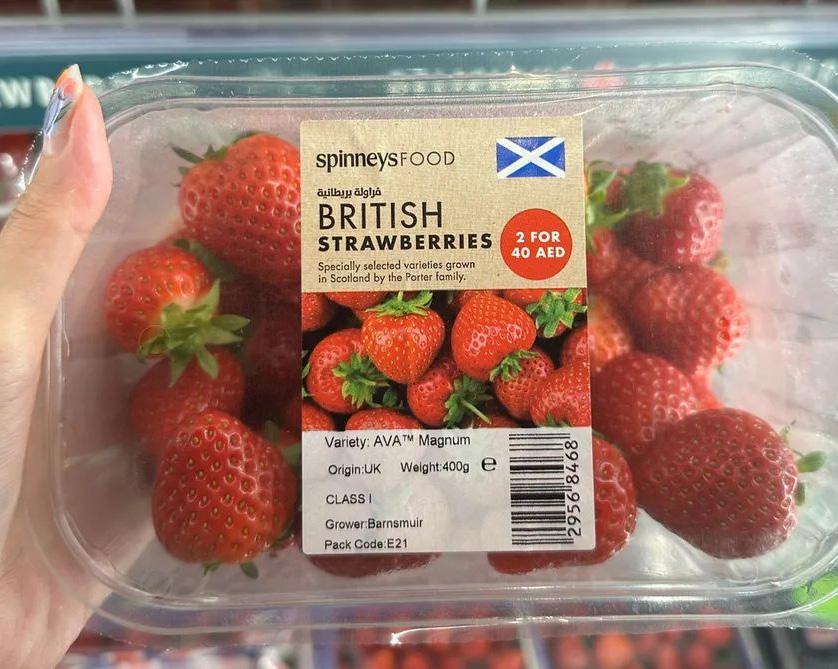 spinneysFOOD
فراولة بريطانية
BRITISH
STRAWBERRIES
2 FOR
40 AED
Specially selected varieties grown
in Scotland by the Porter family.
Variety: AVA™ Magnum
Origin:UK Weight:400g ℮
CLASS I
Grower:Barnsmuir
Pack Code:E21
2956 8468